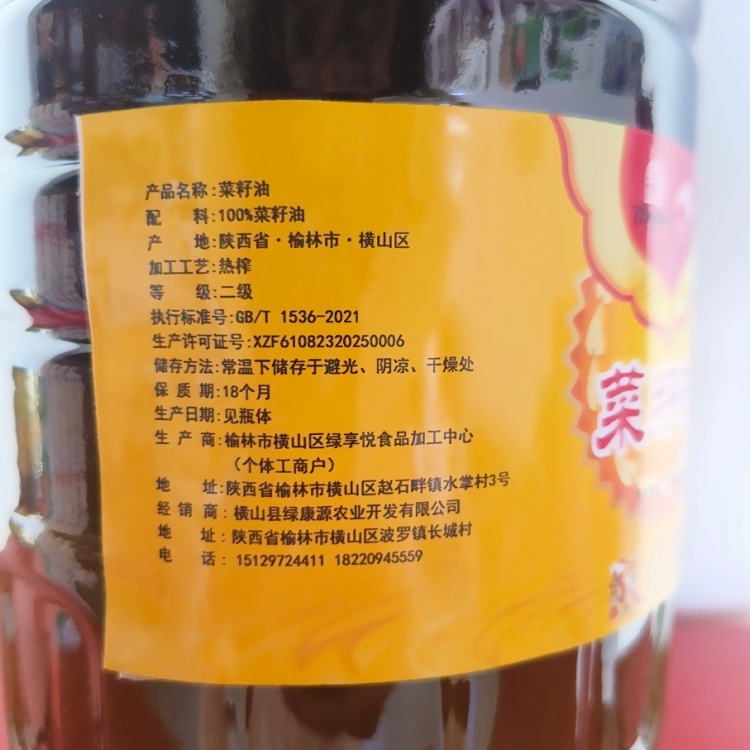 产品名称:菜籽油
配 料:100%菜籽油
产 地:陕西省·榆林市·横山区
加工工艺:热榨
等 级:二级
执行标准号:GB/T 1536-2021
生产许可证号:XZF61082320250006
储存方法:常温下储存于避光、阴凉、干燥处
保 质 期:18个月
生产日期:见瓶体
生 产 商:榆林市横山区绿享悦食品加工中心
（个体工商户）
地 址:陕西省榆林市横山区赵石畔镇水掌村3号
经 销 商:横山县绿康源农业开发有限公司
地 址:陕西省榆林市横山区波罗镇长城村
电 话:15129724411 18220945559
菜